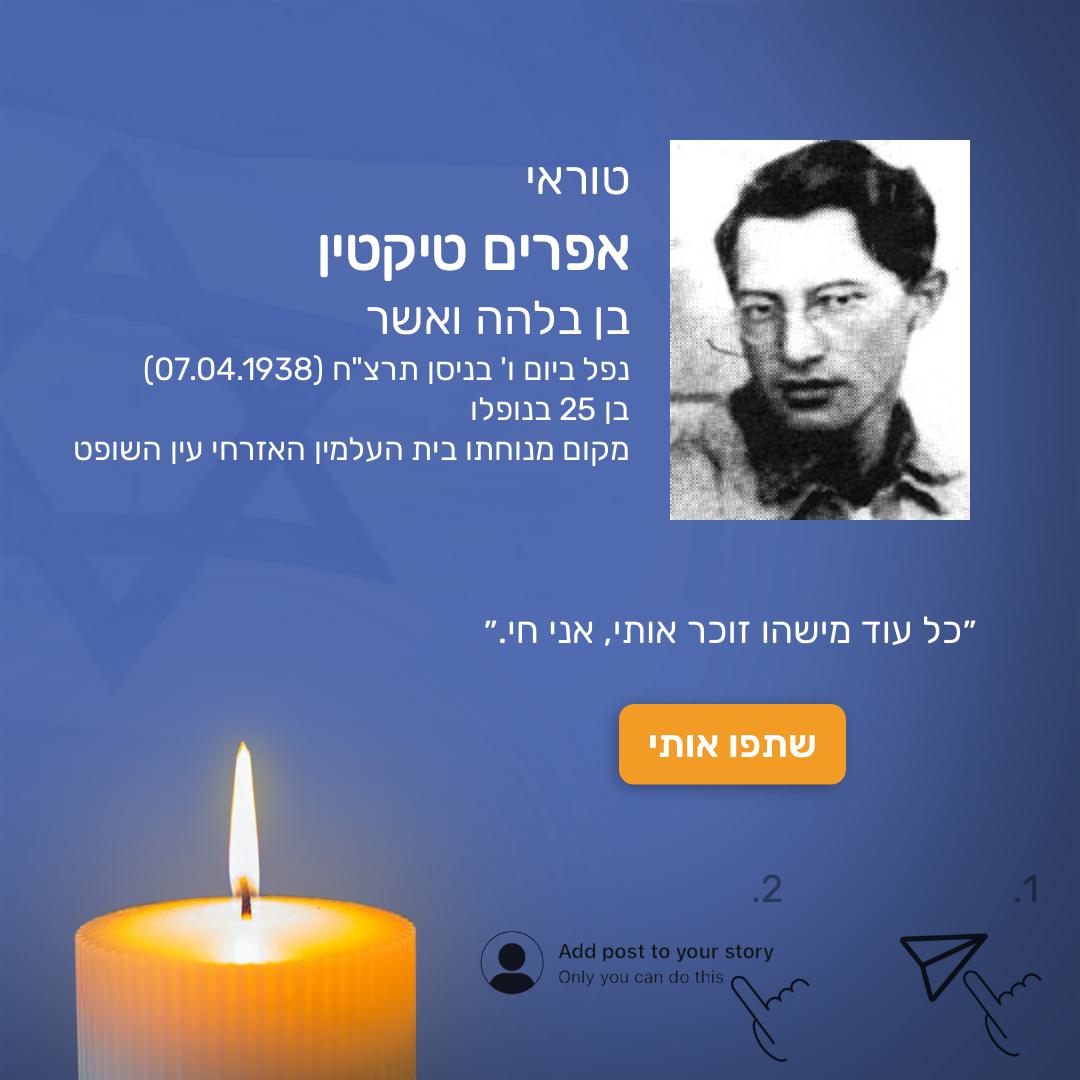 טוראי
אפרים טיקטין
בן בלהה ואשר
נפל ביום ו' בניסן תרצ"ח (07.04.1938)
בן 25 בנופלו
מקום מנוחתו בית העלמין האזרחי עין השופט
״כל עוד מישהו זוכר אותי, אני חי.״
שתפו אותי
1.
2.
Add post to your story
Only you can do this